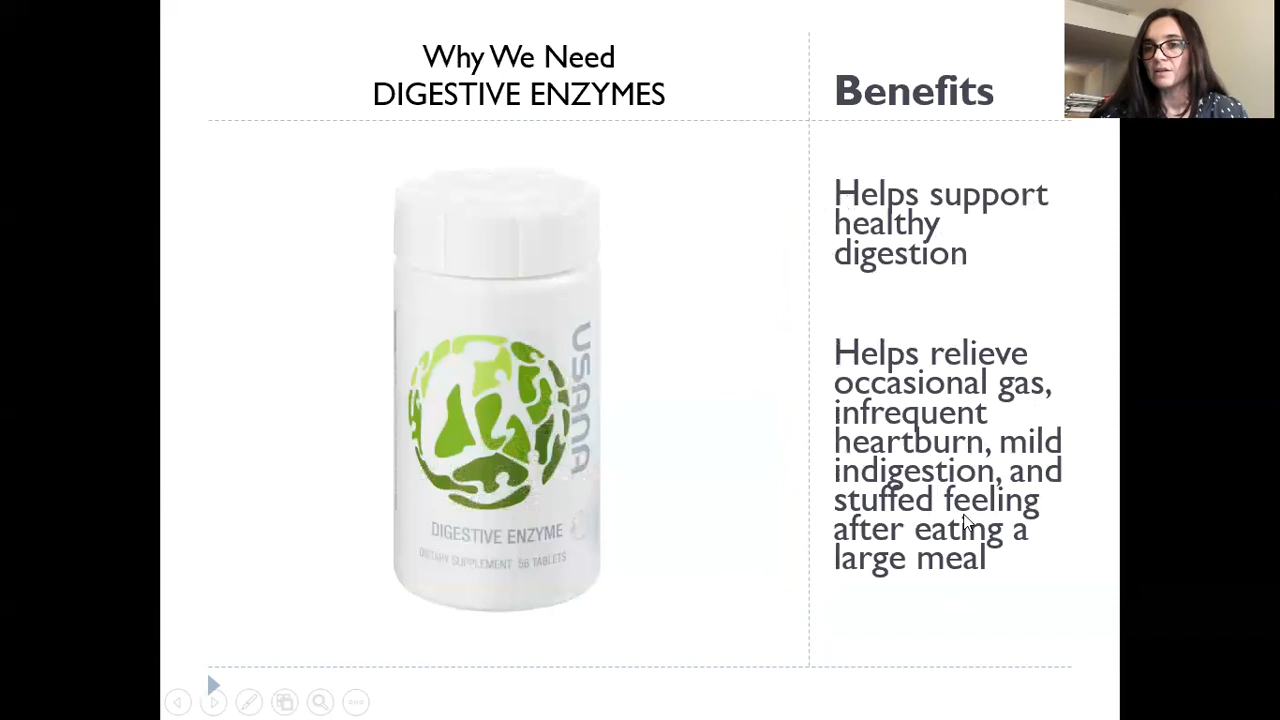 Why We Need
DIGESTIVE ENZYMES
Benefits
Helps support
healthy
digestion
Helps relieve
occasional gas,
infrequent
heartburn, mild
indigestion, and
stuffed feeling
after eating a
large meal
USANA
DIGESTIVE ENZYME
DIETARY SUPPLEMENT 56 TABLETS